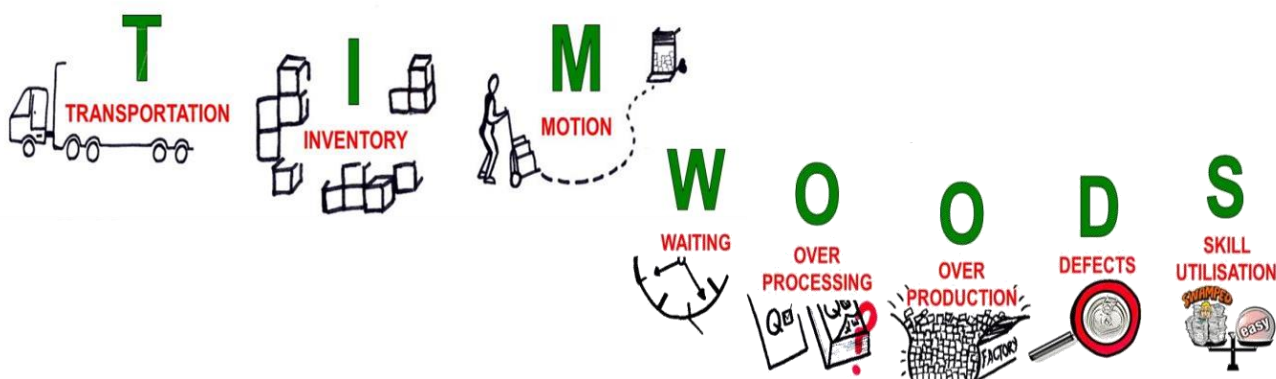 T
TRANSPORTATION
I
INVENTORY
M
MOTION
W
WAITING
O
OVER
PROCESSING
Q
O
OVER
PRODUCTION
FACTORY
D
DEFECTS
S
SKILL
UTILISATION
SWAMPED
easy